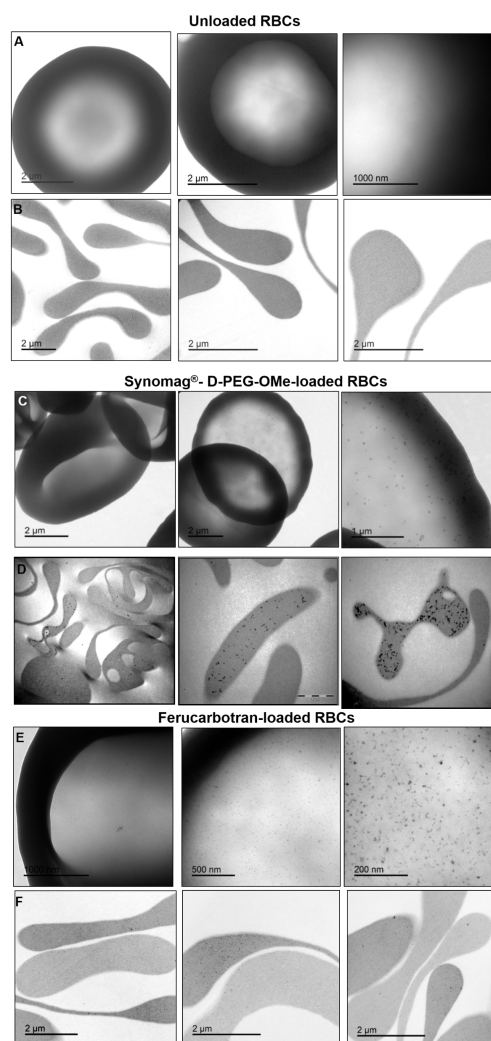 Unloaded RBCs
A
2 µm
2 µm
1000 nm
B
2 µm
2 µm
2 µm
Synomag®- D-PEG-OMe-loaded RBCs
C
2 µm
2 µm
1 µm
D
Ferucarbotran-loaded RBCs
E
1000 nm
500 nm
200 nm
F
2 µm
2 µm
2 µm